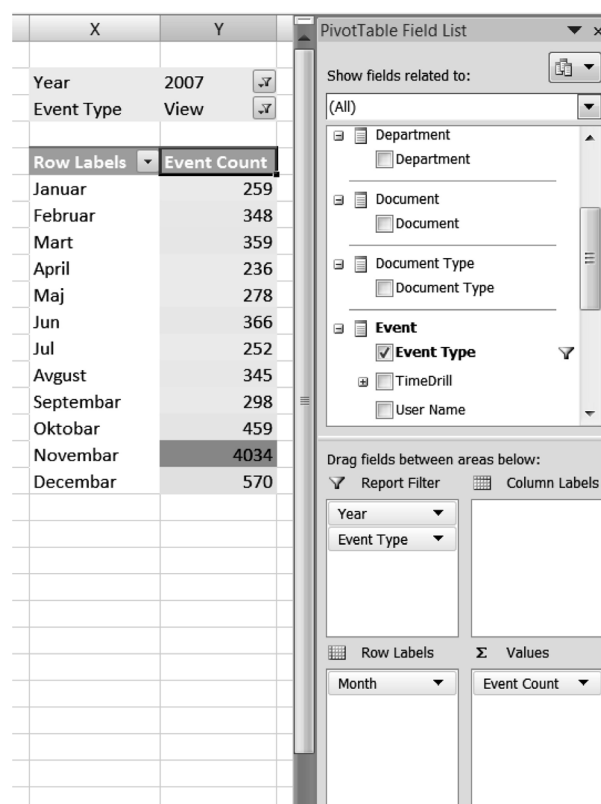 X Y
Year 2007
Event Type View
Row Labels Event Count
Januar 259
Februar 348
Mart 359
April 236
Maj 278
Jun 366
Jul 252
Avgust 345
Septembar 298
Oktobar 459
Novembar 4034
Decembar 570
PivotTable Field List
Show fields related to:
(All)
Department
Department
Document
Document
Document Type
Document Type
Event
Event Type
TimeDrill
User Name
Drag fields between areas below:
Report Filter Column Labels
Year
Event Type
Row Labels Σ Values
Month Event Count